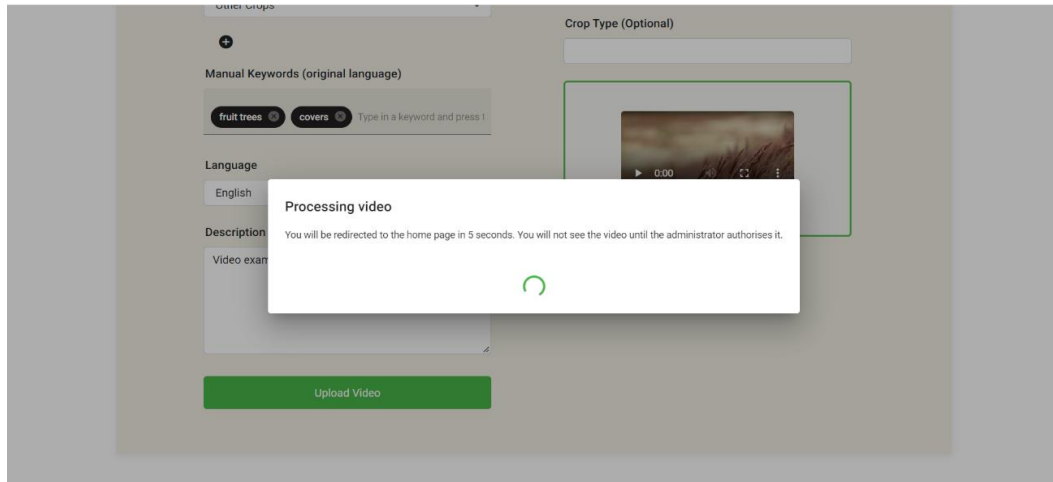 Other Crops
Crop Type (Optional)
Manual Keywords (original language)
fruit trees
covers
Type in a keyword and press t
Language
English
0:00
Processing video
You will be redirected to the home page in 5 seconds. You will not see the video until the administrator authorises it.
Description
Video exam
Upload Video